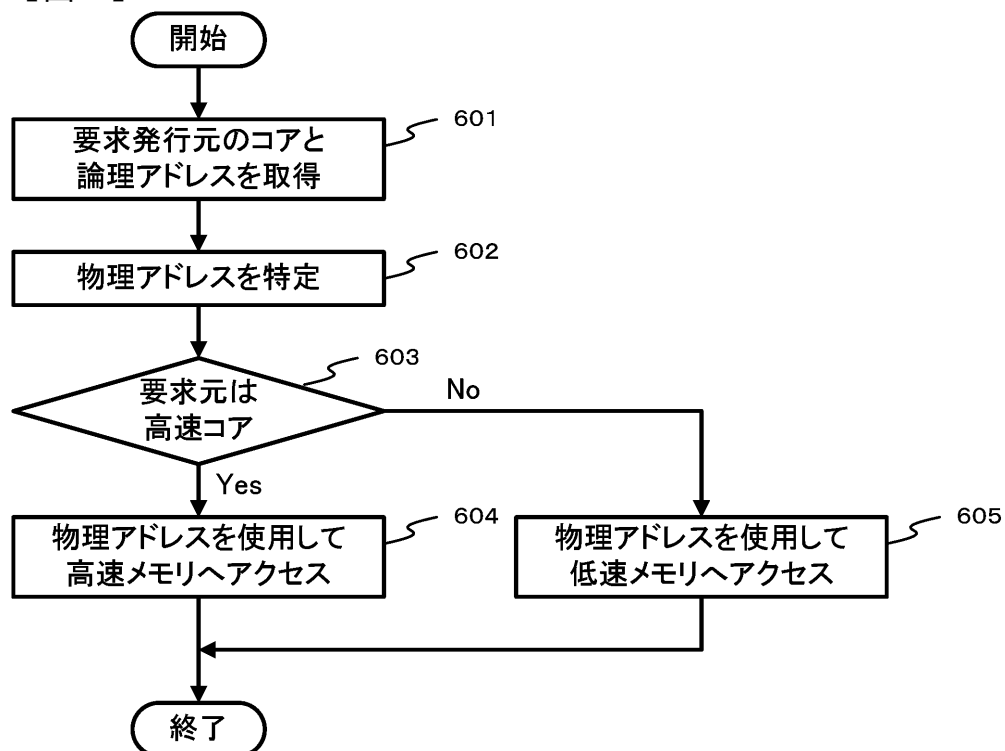 開始
601
要求発行元のコアと
論理アドレスを取得
602
物理アドレスを特定
603
要求元は
高速コア
No
Yes
604
物理アドレスを使用して
高速メモリへアクセス
605
物理アドレスを使用して
低速メモリへアクセス
終了